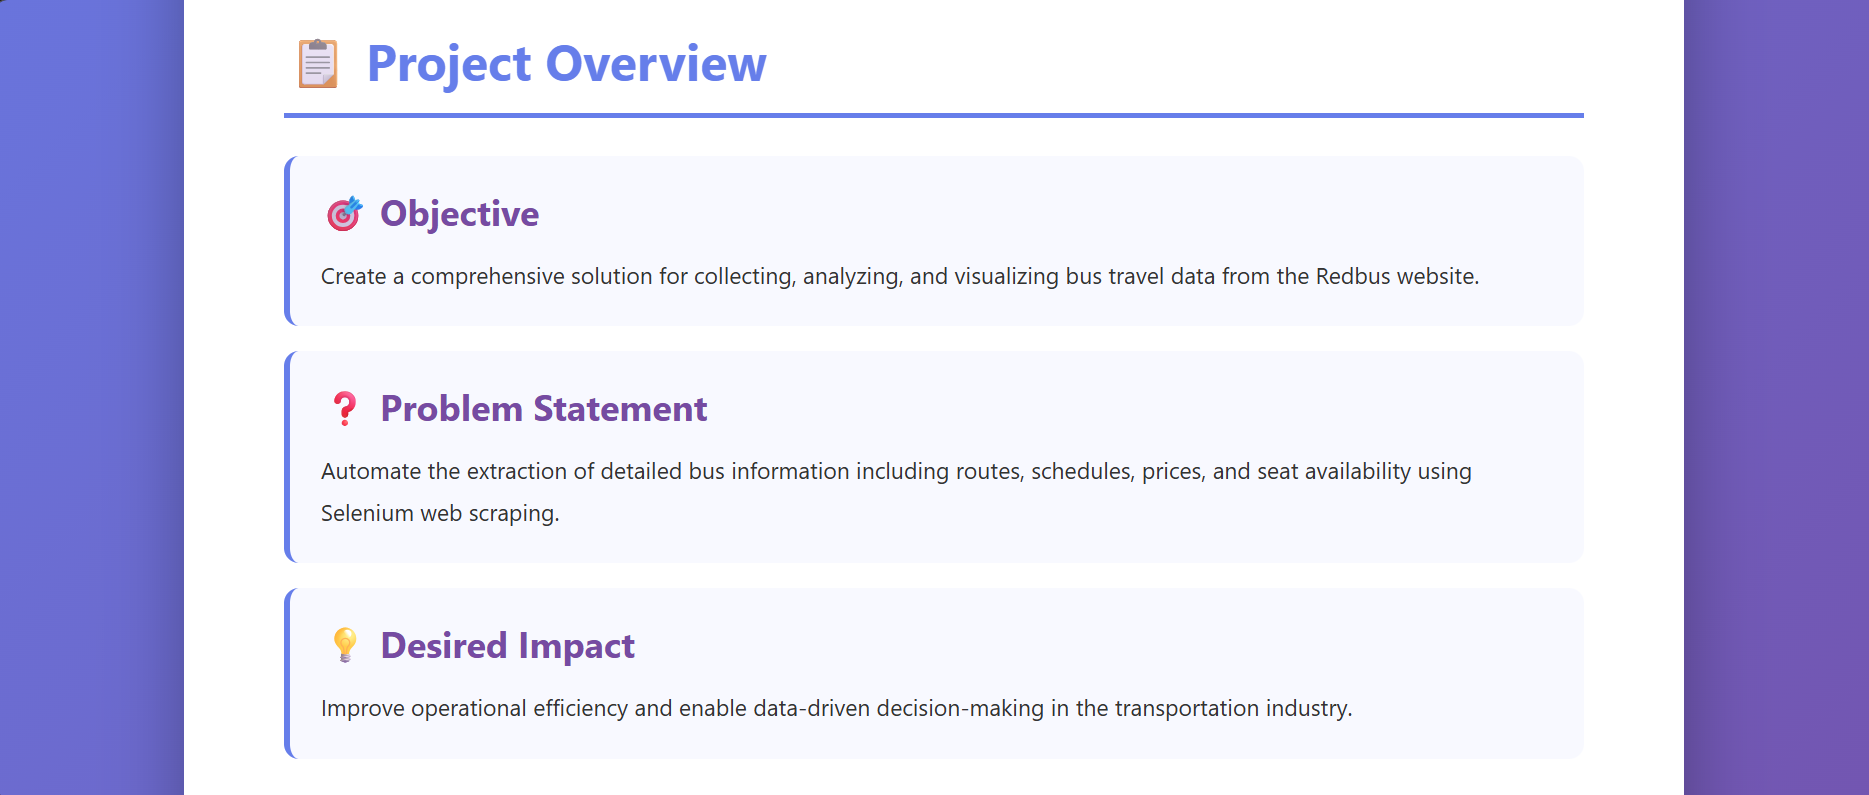 Project Overview
Objective
Create a comprehensive solution for collecting, analyzing, and visualizing bus travel data from the Redbus website.
Problem Statement
Automate the extraction of detailed bus information including routes, schedules, prices, and seat availability using
Selenium web scraping.
Desired Impact
Improve operational efficiency and enable data-driven decision-making in the transportation industry.